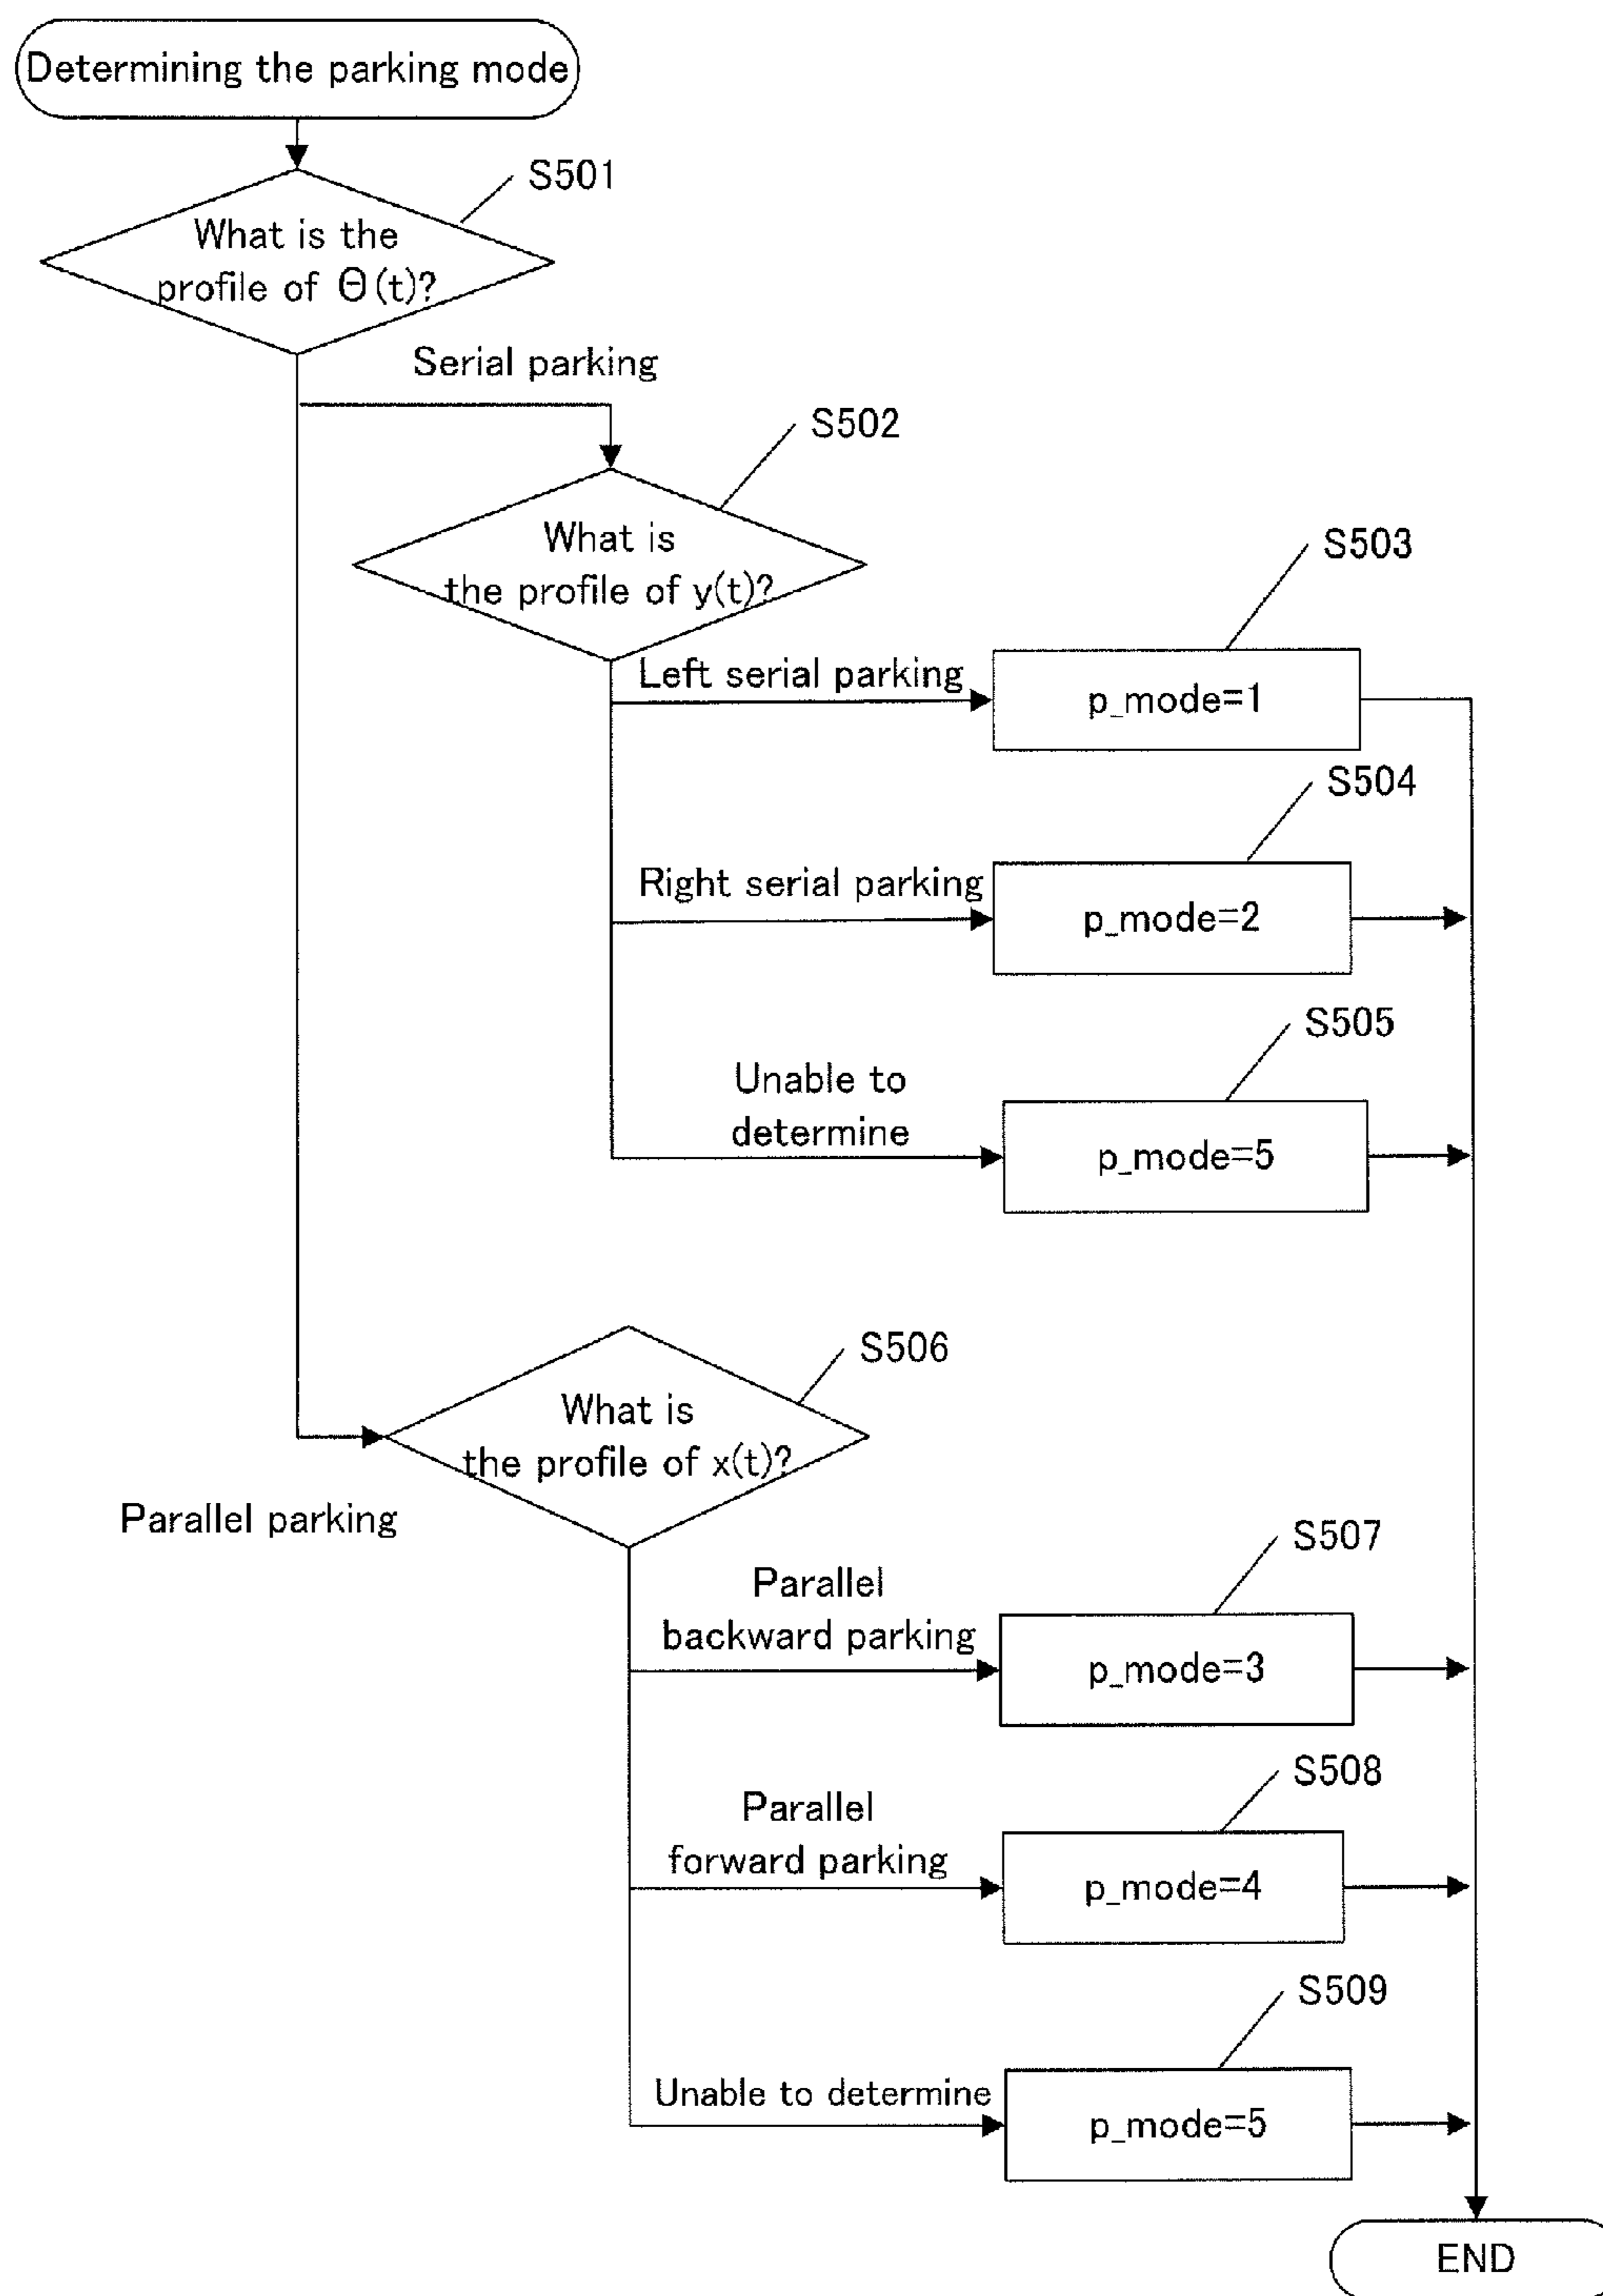 Determining the parking mode
S501
What is the
profile of Θ(t)?
Serial parking
S502
What is
the profile of y(t)?
S503
Left serial parking
p_mode=1
S504
Right serial parking
p_mode=2
S505
Unable to
determine
p_mode=5
S506
What is
the profile of x(t)?
Parallel parking
S507
Parallel
backward parking
p_mode=3
S508
Parallel
forward parking
p_mode=4
S509
Unable to determine
p_mode=5
END